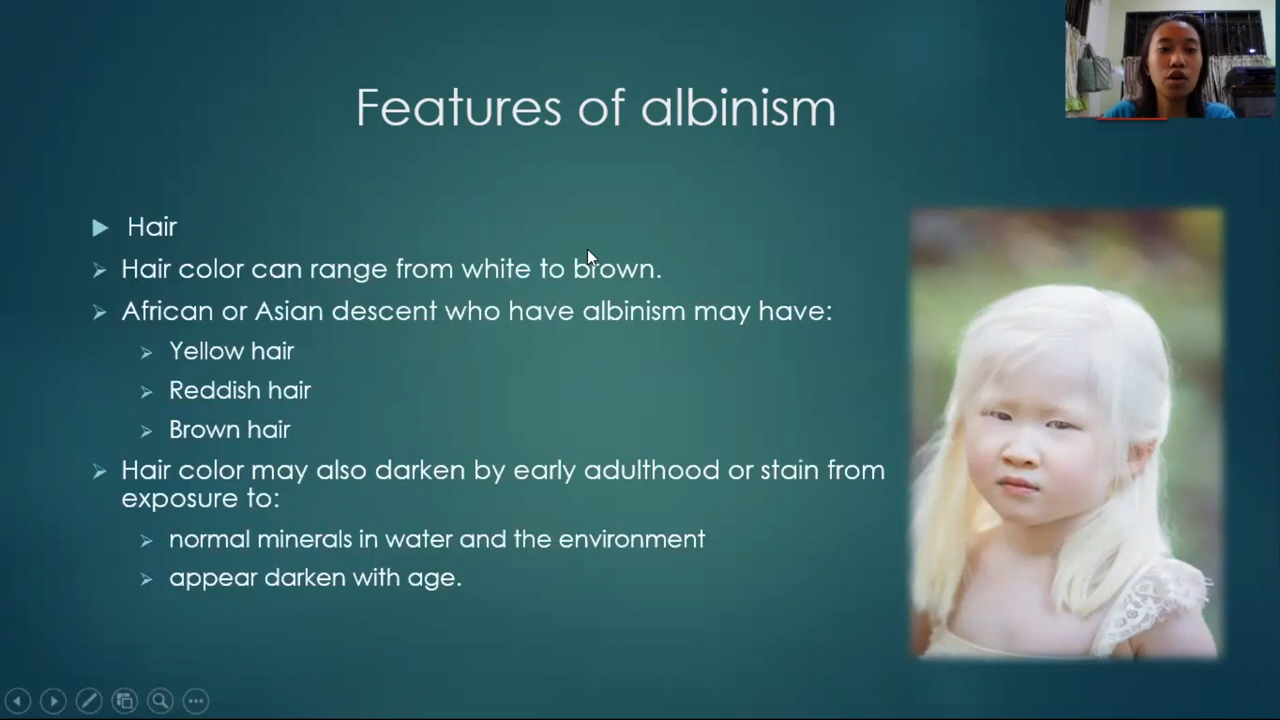 Features of albinism
Hair
Hair color can range from white to brown.
African or Asian descent who have albinism may have:
Yellow hair
Reddish hair
Brown hair
Hair color may also darken by early adulthood or stain from
exposure to:
normal minerals in water and the environment
appear darken with age.